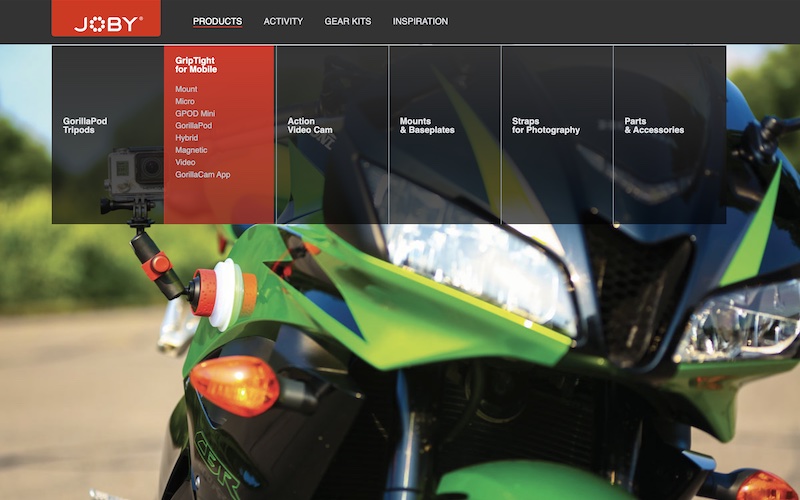 JOBY®
PRODUCTS
ACTIVITY
GEAR KITS
INSPIRATION
GorillaPod
Tripods
GripTight
for Mobile
Mount
Micro
GPOD Mini
GorillaPod
Hybrid
Magnetic
Video
GorillaCam App
Action
Video Cam
Mounts
& Baseplates
Straps
for Photography
Parts
& Accessories
CBR